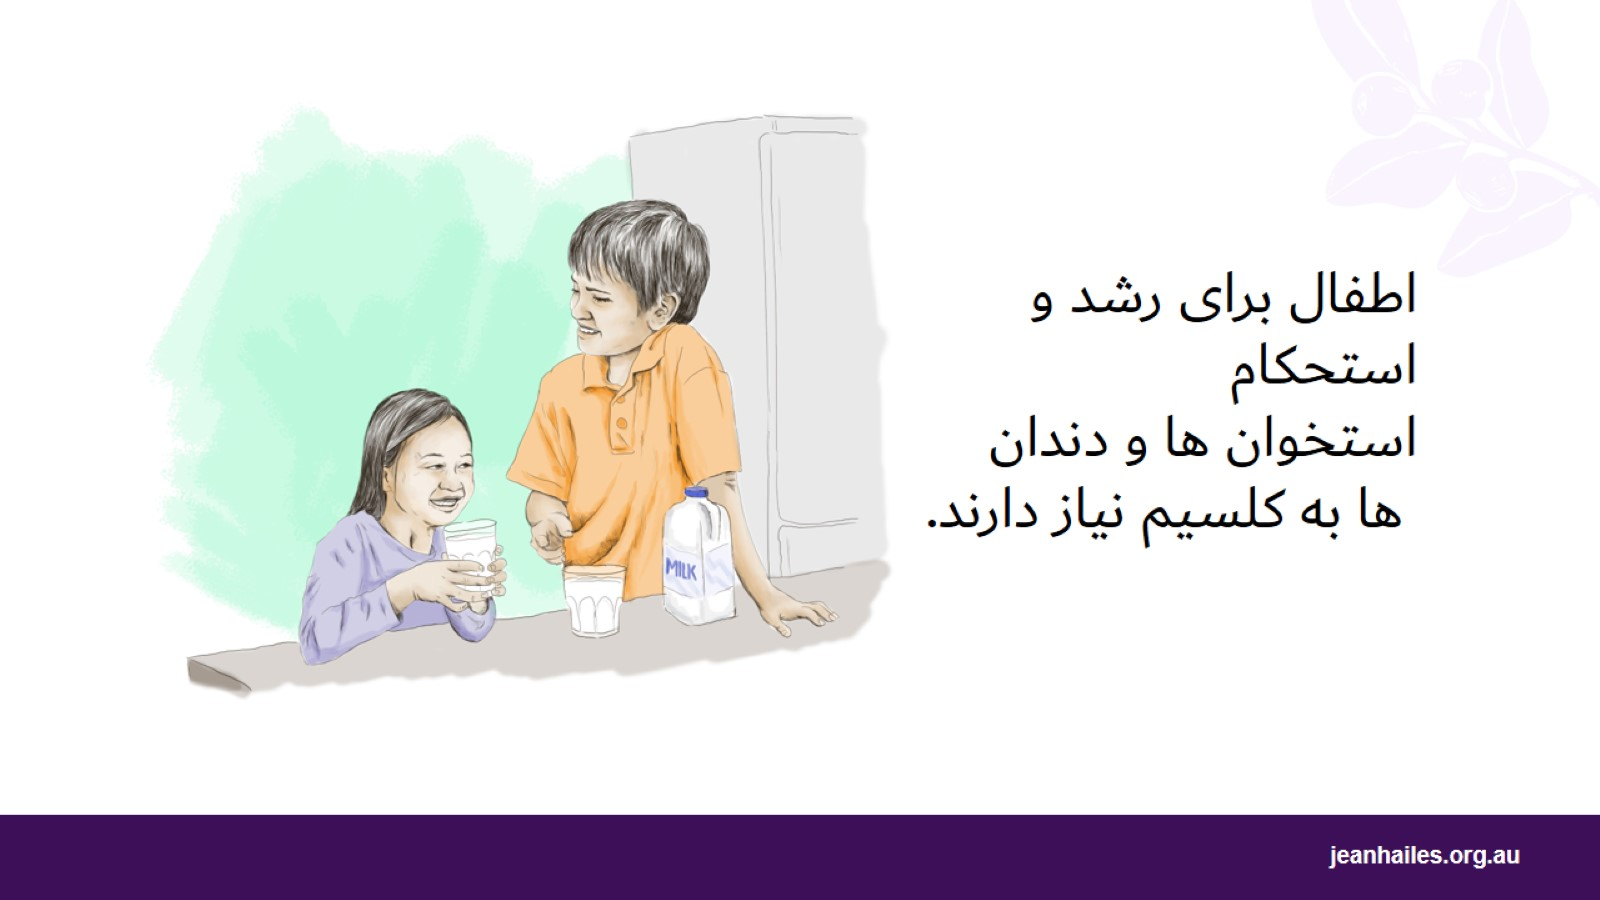 اطفال برای رشد و
استحکام
استخوان ها و دندان
ها به کلسیم نیاز دارند.
MILK
jeanhailes.org.au